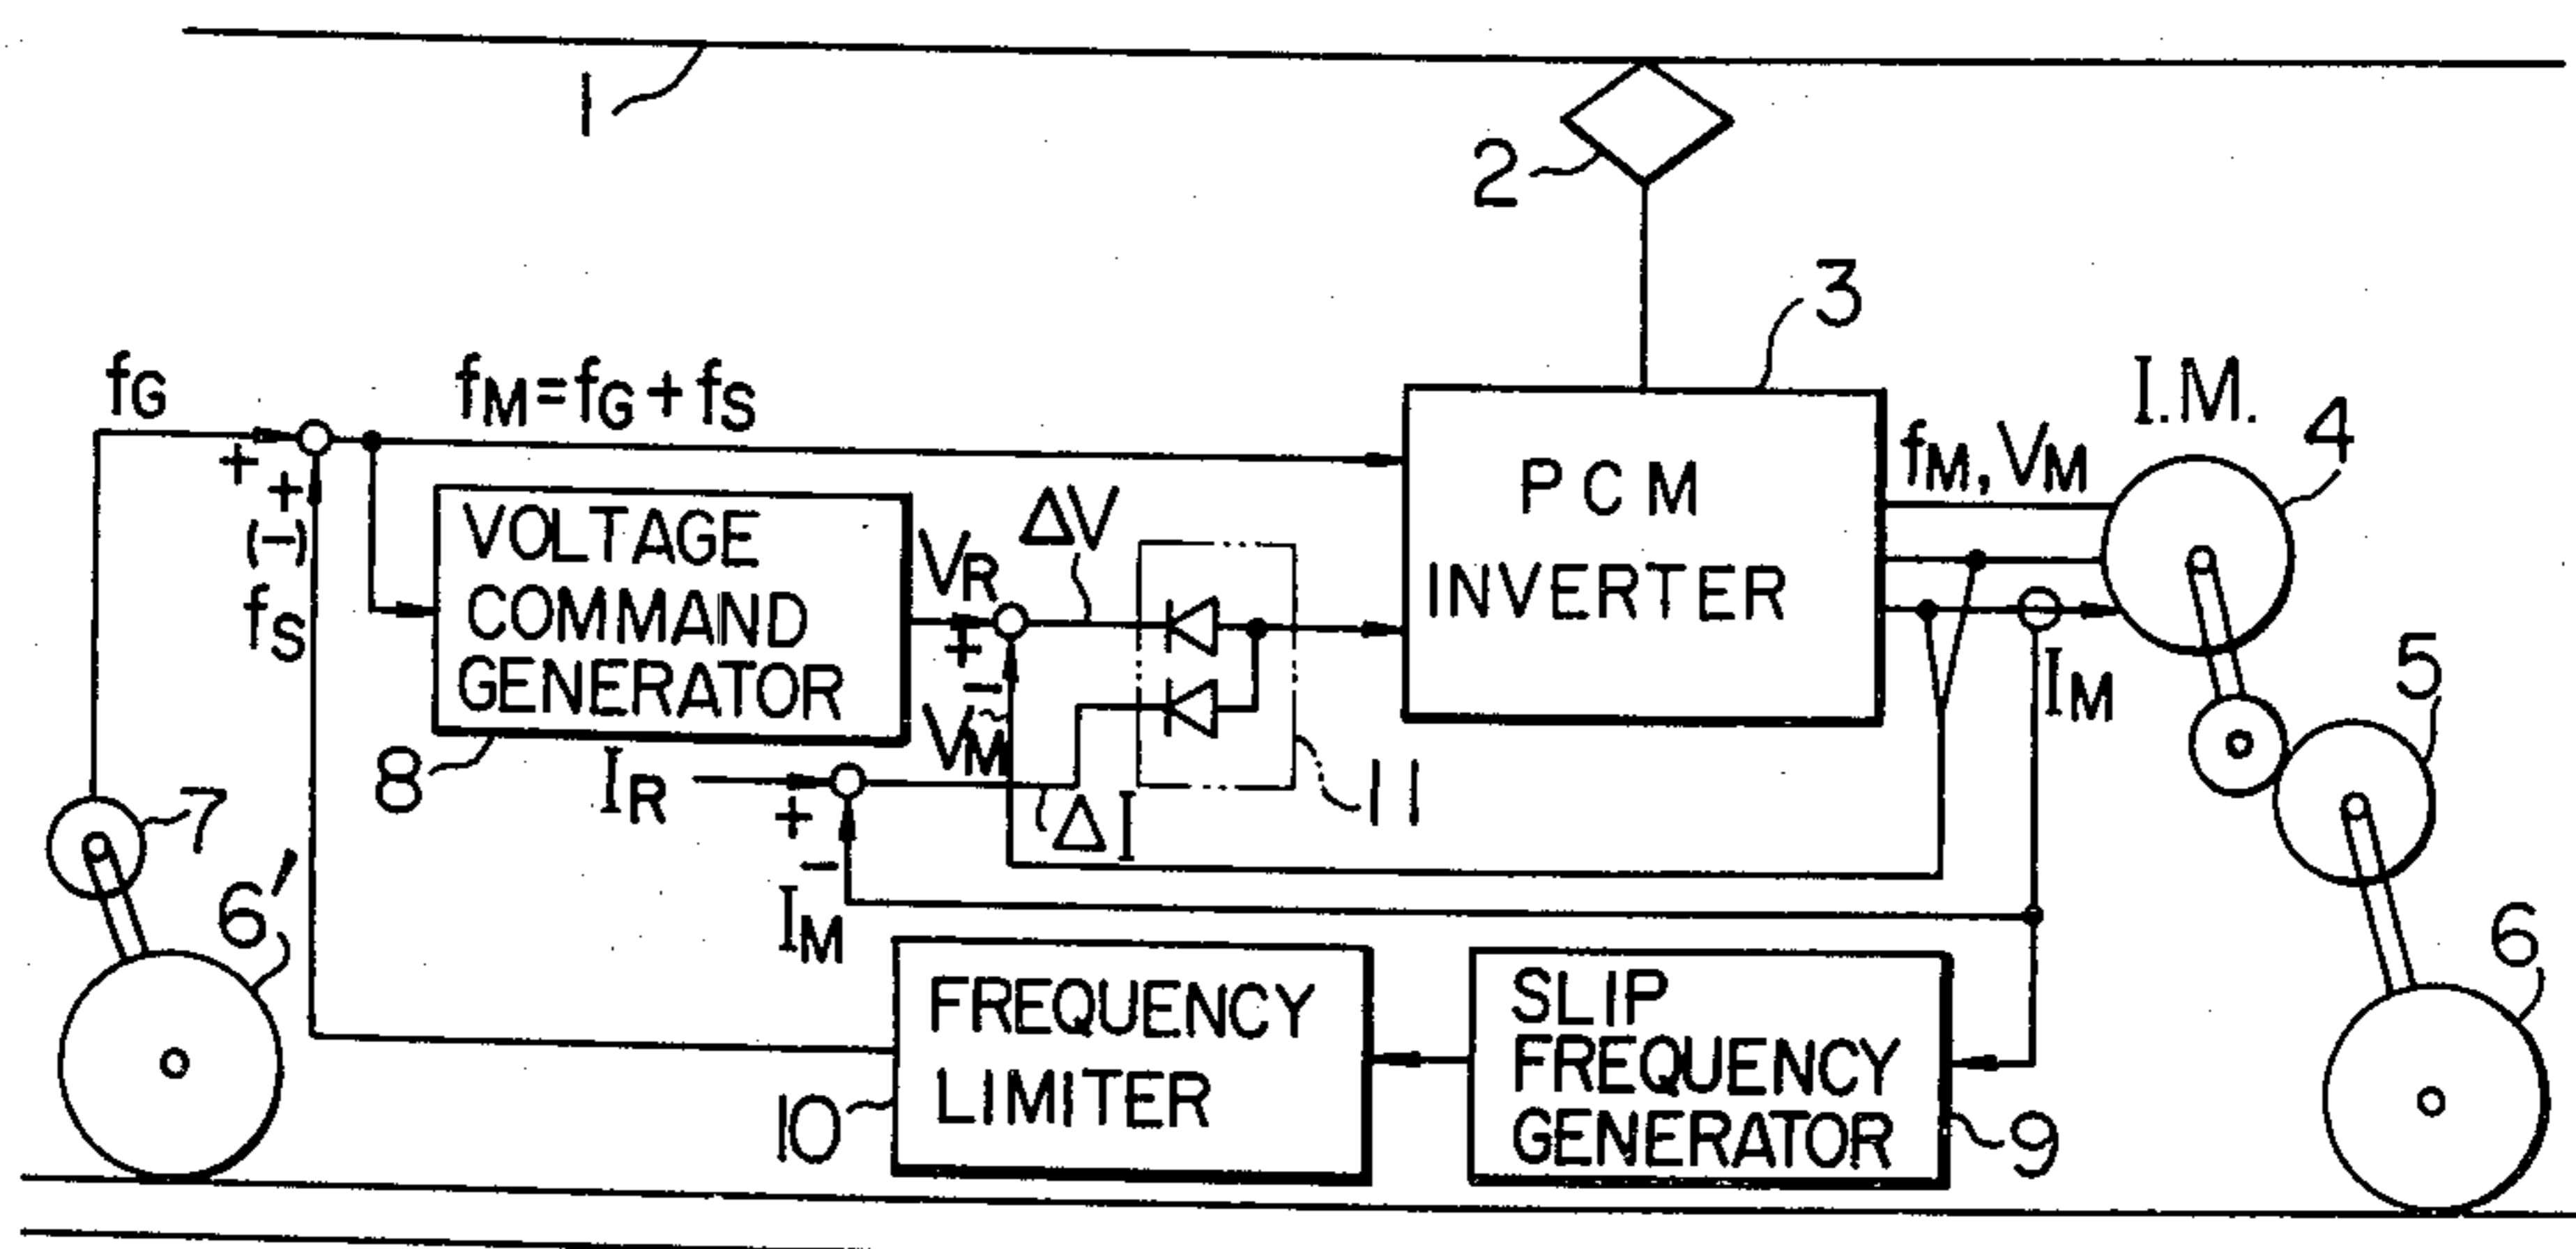 1
2
3
fG
fM=fG+fS
I.M.
4
fM, VM
PCM
INVERTER
+
+
(-)
fS
VOLTAGE
COMMAND
GENERATOR
8
VR
+
-
VM
ΔV
11
IM
5
7
IR
+
-
IM
ΔI
6'
6
FREQUENCY
LIMITER
10
SLIP
FREQUENCY
GENERATOR
9